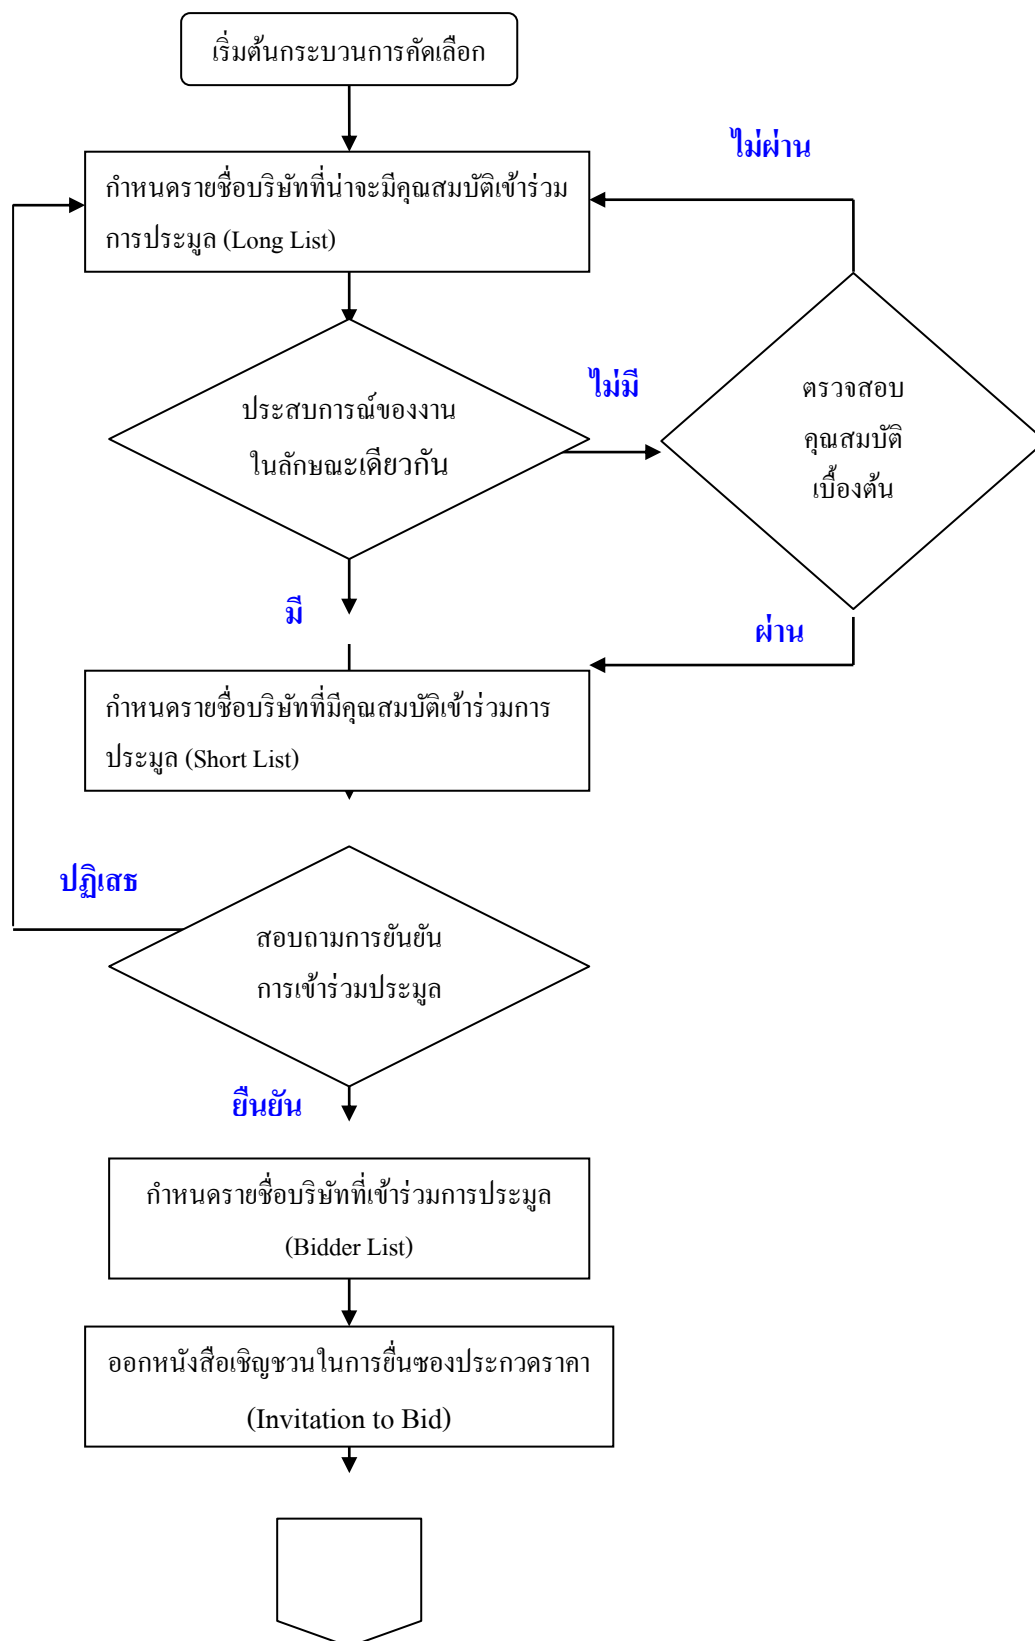 เริ่มต้นกระบวนการคัดเลือก
ไม่ผ่าน
กำหนดรายชื่อบริษัทที่น่าจะมีคุณสมบัติเข้าร่วม
การประมูล (Long List)
ไม่มี
ประสบการณ์ของงาน
ในลักษณะเดียวกัน
ตรวจสอบ
คุณสมบัติ
เบื้องต้น
มี
ผ่าน
กำหนดรายชื่อบริษัทที่มีคุณสมบัติเข้าร่วมการ
ประมูล (Short List)
ปฏิเสธ
สอบถามการยันยัน
การเข้าร่วมประมูล
ยืนยัน
กำหนดรายชื่อบริษัทที่เข้าร่วมการประมูล
(Bidder List)
ออกหนังสือเชิญชวนในการยื่นซองประกวดราคา
(Invitation to Bid)